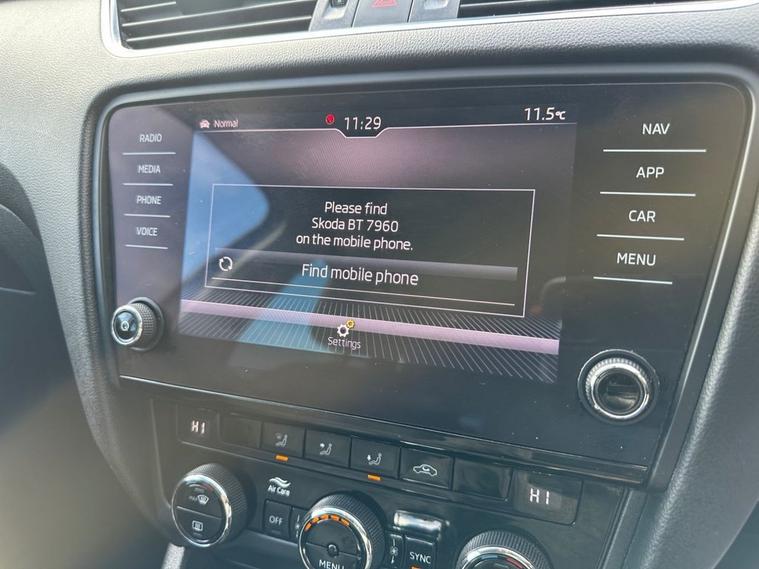 Normal
11:29
11.5°C
RADIO
MEDIA
PHONE
VOICE
NAV
APP
CAR
MENU
Please find
Skoda BT 7960
on the mobile phone.
Find mobile phone
Settings
HI
HI
Air Care
OFF
MENU
SYNC